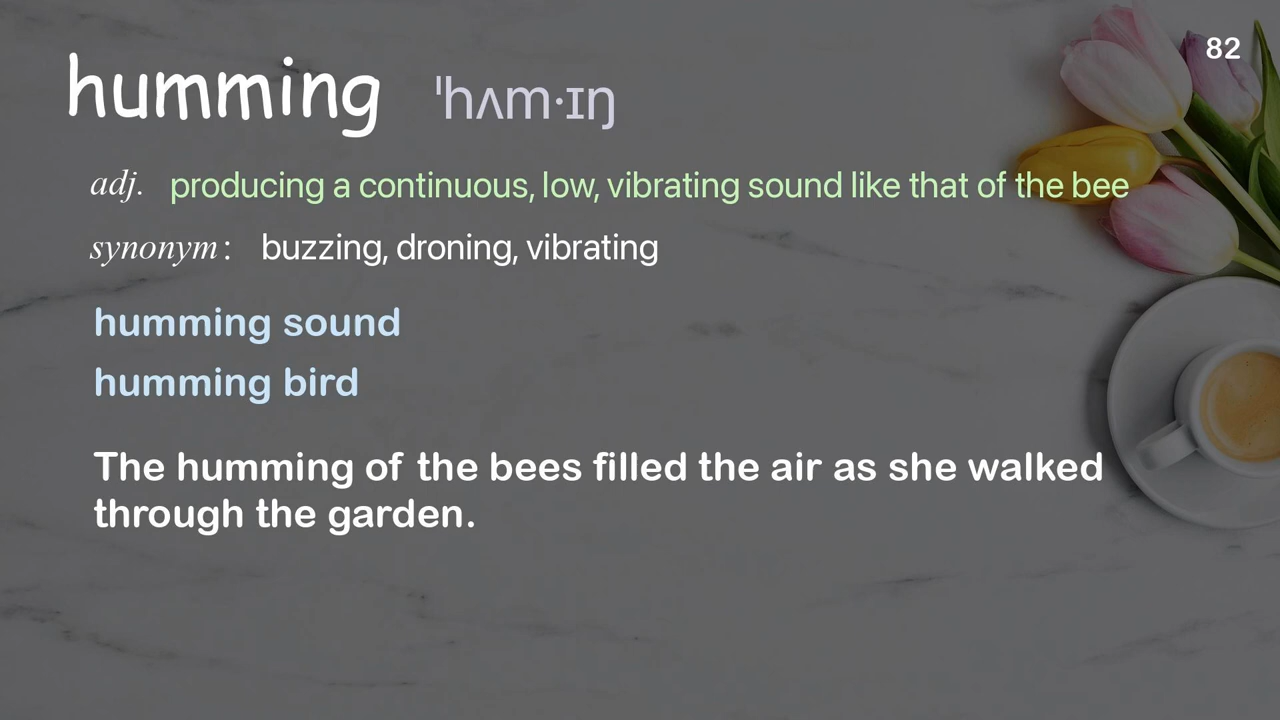 82
humming ˈhʌm·ɪŋ
adj. producing a continuous, low, vibrating sound like that of the bee
synonym: buzzing, droning, vibrating
humming sound
humming bird
The humming of the bees filled the air as she walked
through the garden.